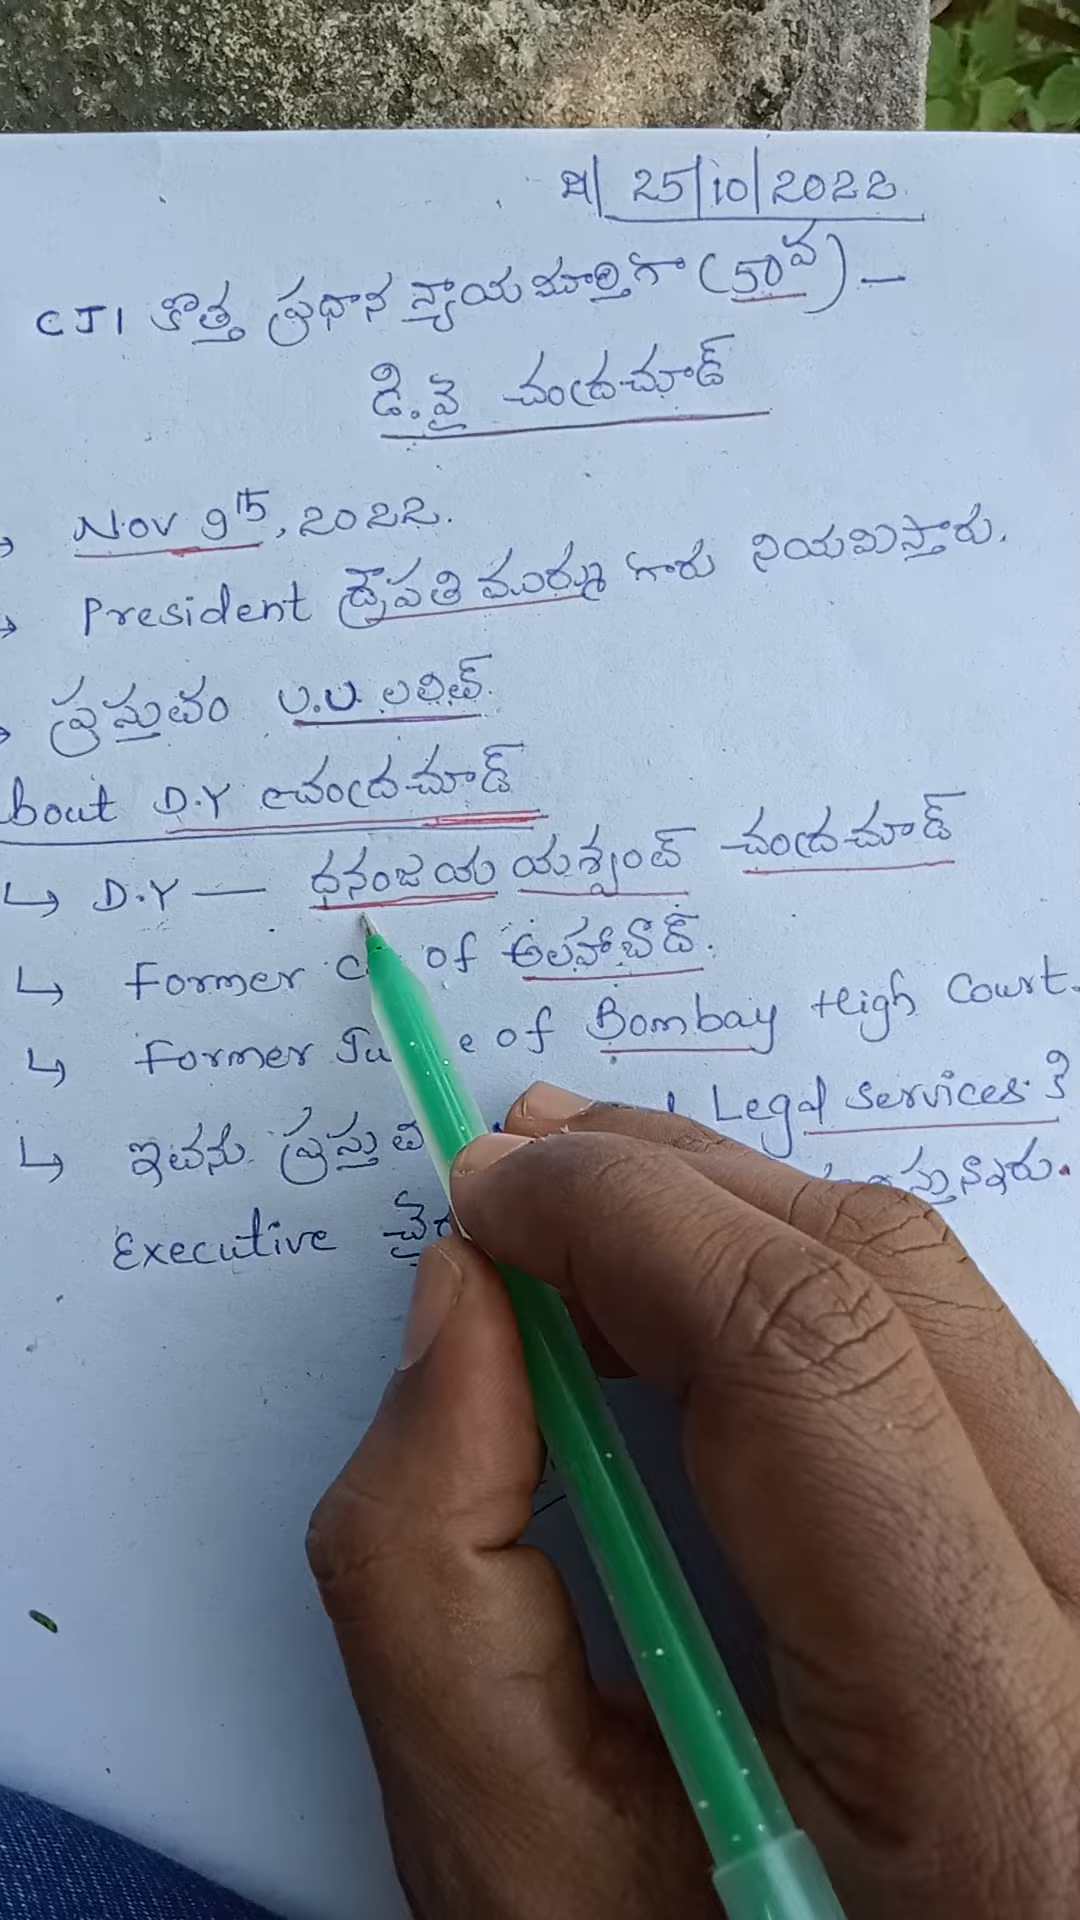 25/10/2022
CJI కొత్త ప్రధాన న్యాయమూర్తిగా (50వ) —
డి.వై చంద్రచూడ్
Nov 9th, 2022.
President ద్రౌపతి ముర్ము గారు నియమిస్తారు.
ప్రస్తుతం U.U. లలిత్.
bout D.Y చంద్రచూడ్
↳ D.Y — ధనంజయ యశ్వంత్ చంద్రచూడ్
↳ Former of అలహాబాద్.
↳ Former of Bombay High Court.
↳ ఇతను Legal Services కి
Executive